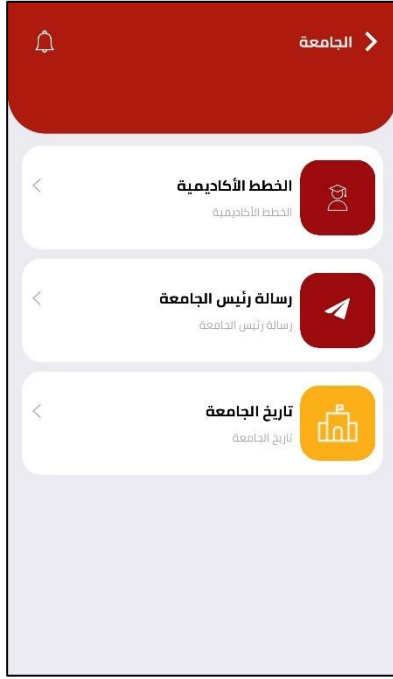 الجامعة
الخطط الأكاديمية
الخطط الأكاديمية
رسالة رئيس الجامعة
رسالة رئيس الجامعة
تاريخ الجامعة
تاريخ الجامعة